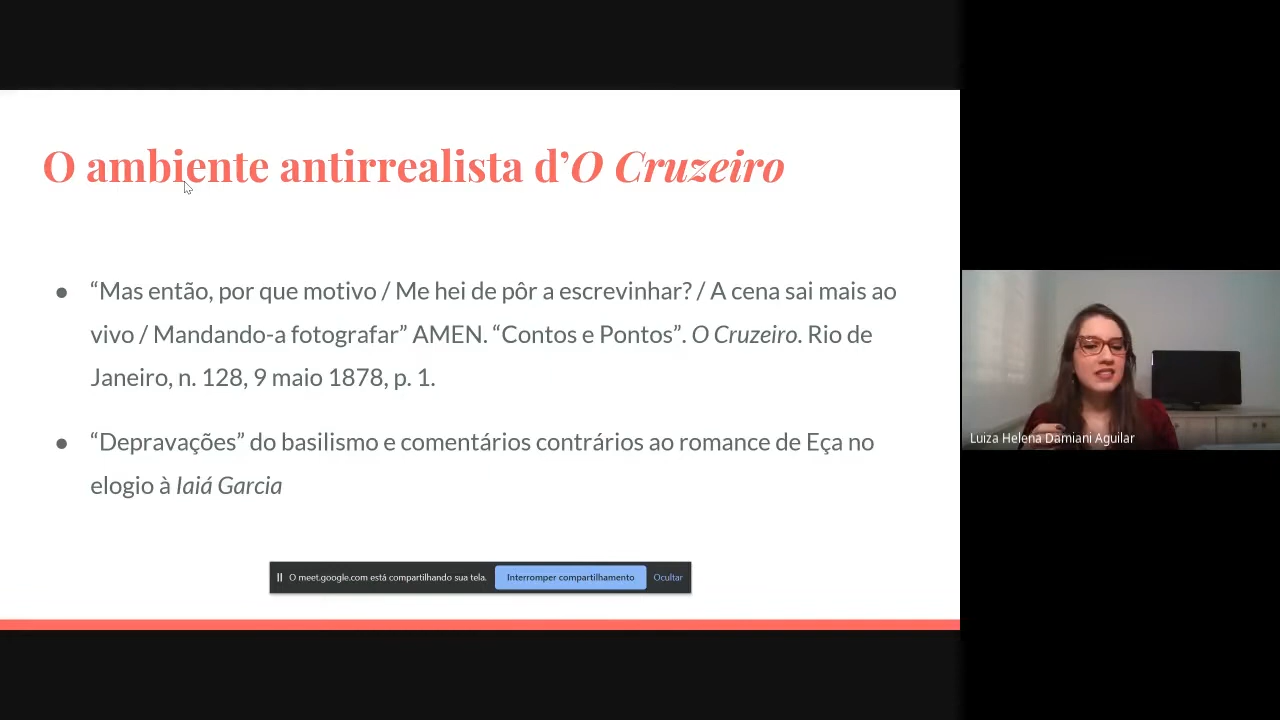 O ambiente antirrealista d’O Cruzeiro
● “Mas então, por que motivo / Me hei de pôr a escrevinhar? / A cena sai mais ao
vivo / Mandando-a fotografar” AMEN. “Contos e Pontos”. O Cruzeiro. Rio de
Janeiro, n. 128, 9 maio 1878, p. 1.
● “Depravações” do basilismo e comentários contrários ao romance de Eça no
elogio à Iaiá Garcia
O meet.google.com está compartilhando sua tela. Interromper compartilhamento Ocultar
Luiza Helena Damiani Aguilar